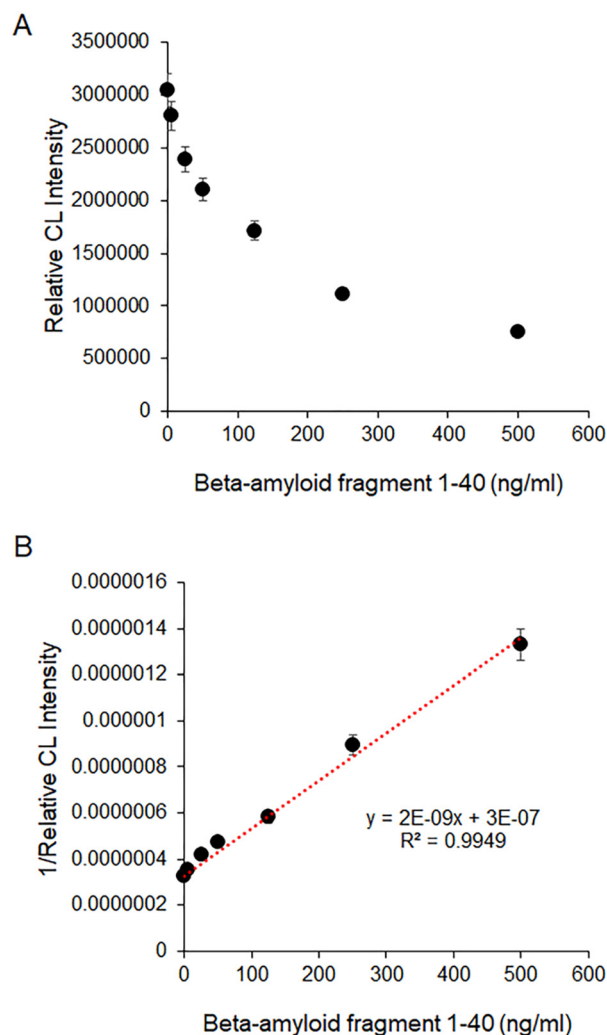 A
Relative CL Intensity
3500000
3000000
2500000
2000000
1500000
1000000
500000
0
0 100 200 300 400 500 600
Beta-amyloid fragment 1-40 (ng/ml)
B
1/Relative CL Intensity
0.0000016
0.0000014
0.0000012
0.000001
0.0000008
0.0000006
0.0000004
0.0000002
0
y = 2E-09x + 3E-07
R² = 0.9949
0 100 200 300 400 500 600
Beta-amyloid fragment 1-40 (ng/ml)